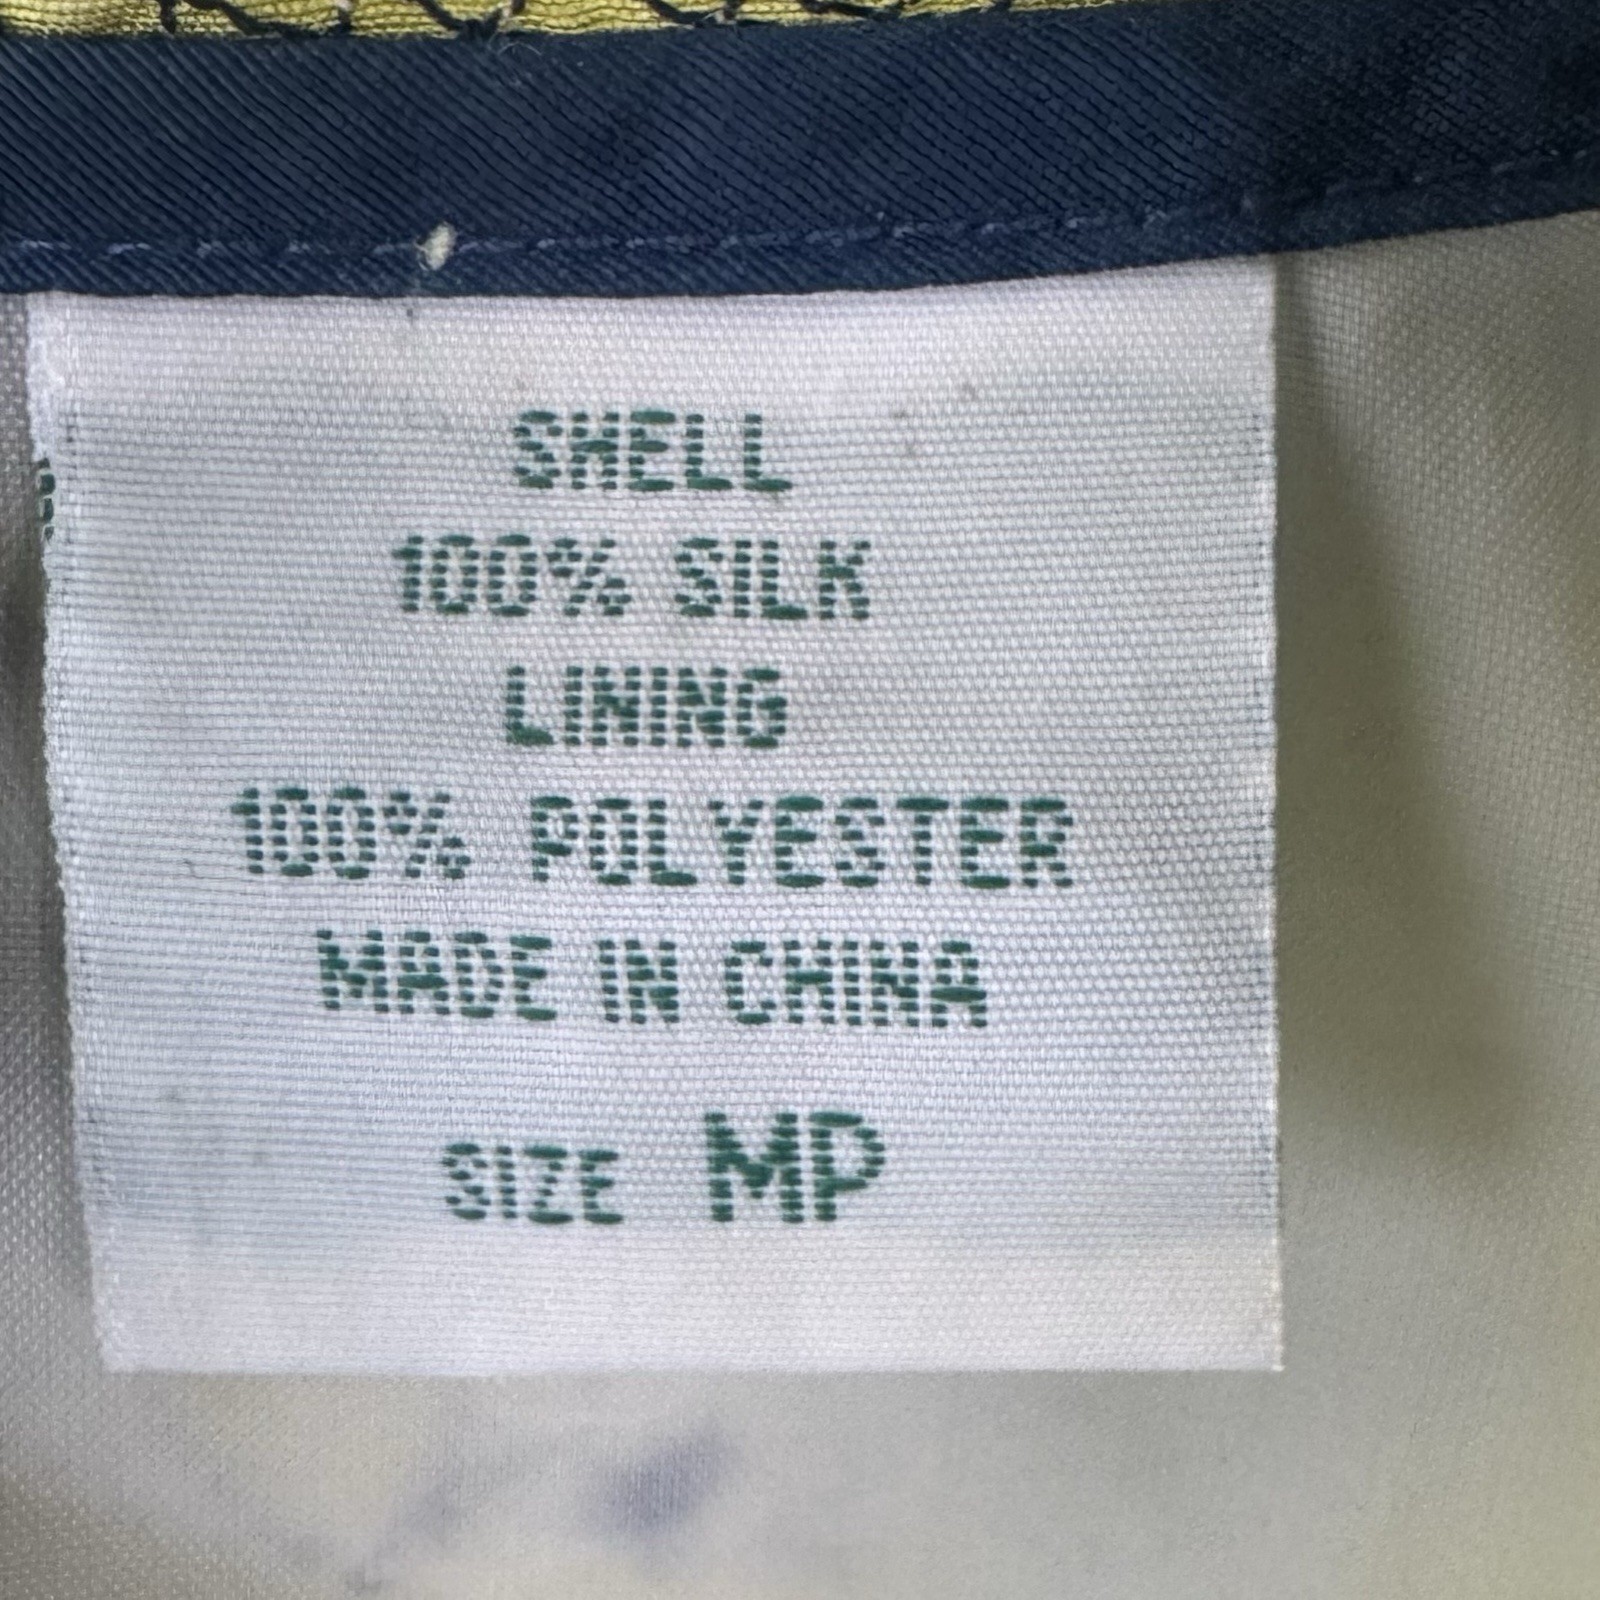 SHELL
100% SILK
LINING
100% POLYESTER
MADE IN CHINA
SIZE MP